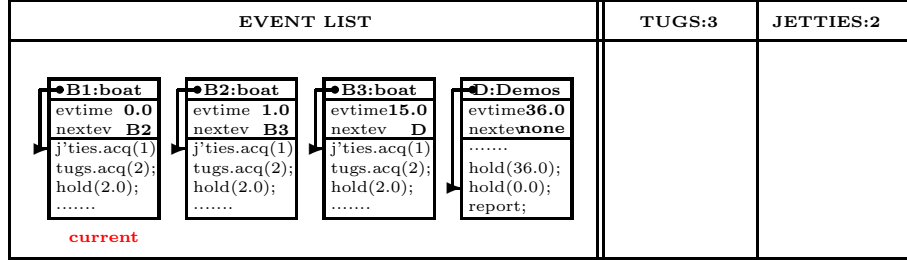 EVENT LIST TUGS:3 JETTIES:2
B1:boat B2:boat B3:boat D:Demos
evtime 0.0 evtime 1.0 evtime15.0 evtime36.0
nextev B2 nextev B3 nextev D nextevnone
j'ties.acq(1) j'ties.acq(1) j'ties.acq(1) .......
tugs.acq(2); tugs.acq(2); tugs.acq(2); hold(36.0);
hold(2.0); hold(2.0); hold(2.0); hold(0.0);
....... ....... ....... report;
current